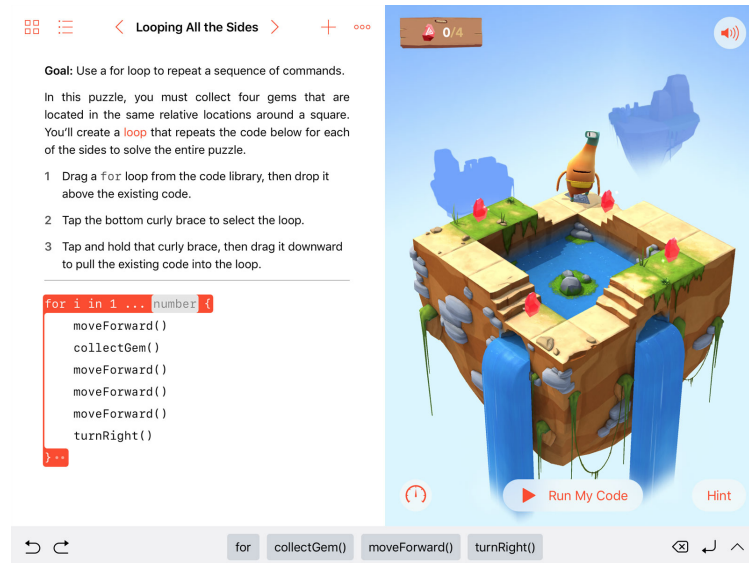 Looping All the Sides
Goal: Use a for loop to repeat a sequence of commands.
In this puzzle, you must collect four gems that are
located in the same relative locations around a square.
You’ll create a loop that repeats the code below for each
of the sides to solve the entire puzzle.
1 Drag a for loop from the code library, then drop it
above the existing code.
2 Tap the bottom curly brace to select the loop.
3 Tap and hold that curly brace, then drag it downward
to pull the existing code into the loop.
for i in 1 ... number {
moveForward()
collectGem()
moveForward()
moveForward()
moveForward()
turnRight()
}
0/4
Run My Code
Hint
for collectGem() moveForward() turnRight()